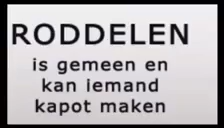 RODDELEN
is gemeen en
kan iemand
kapot maken